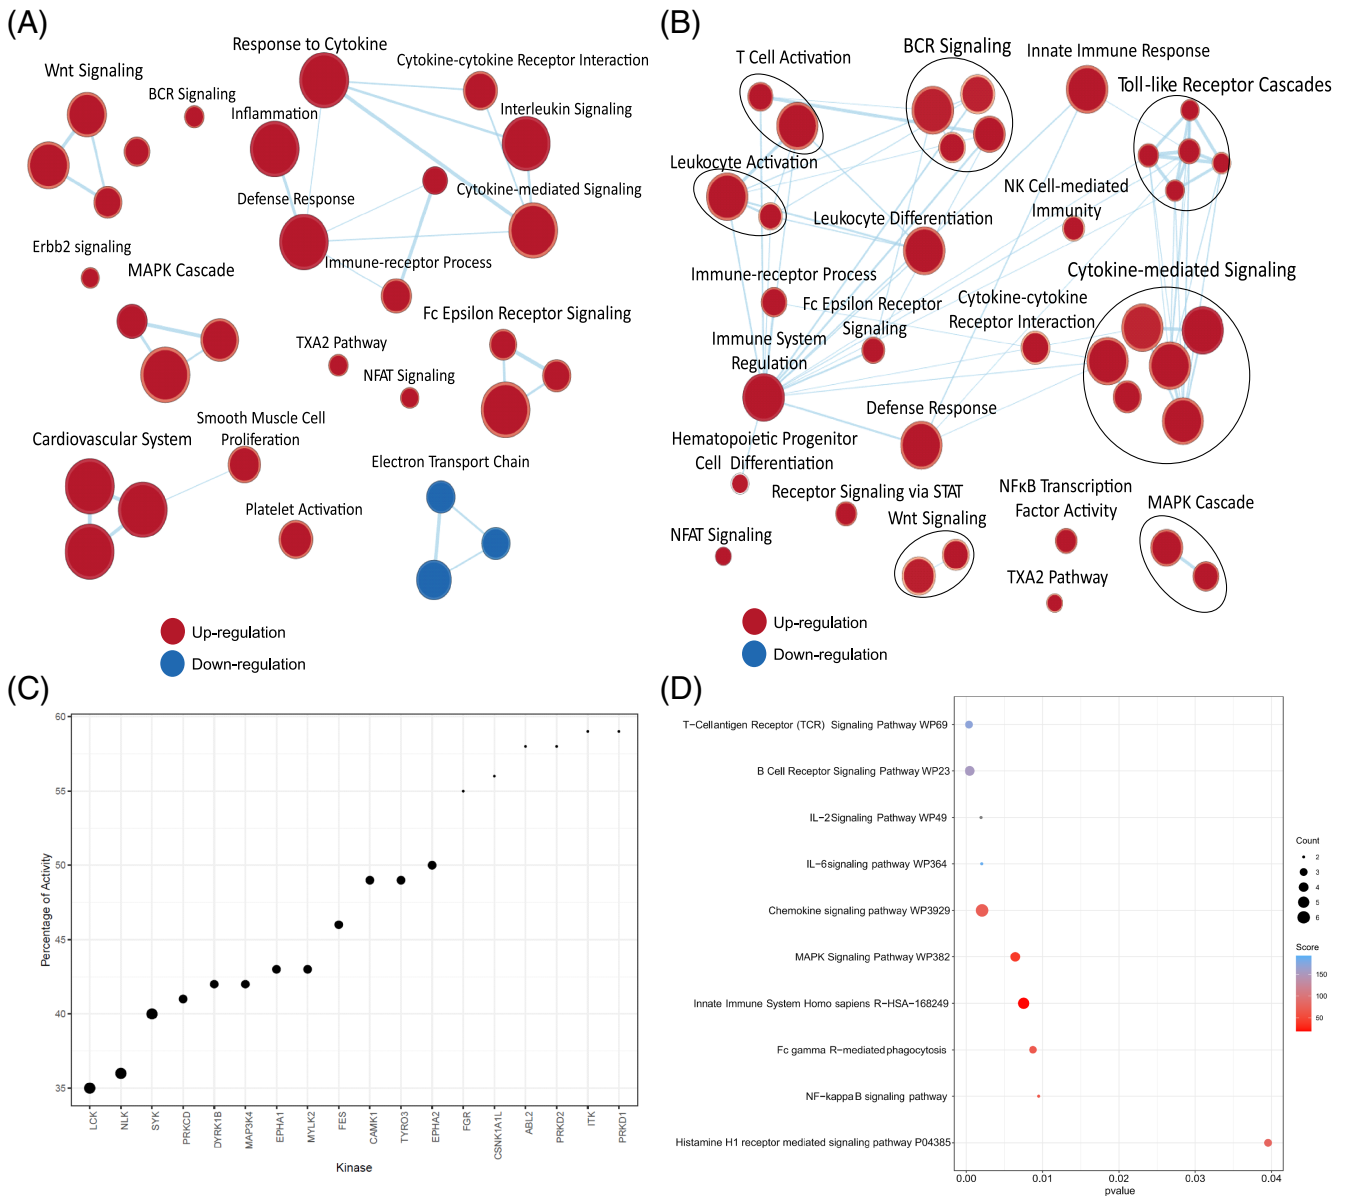 (A)
Response to Cytokine
Wnt Signaling
Cytokine-cytokine Receptor Interaction
BCR Signaling
Inflammation
Interleukin Signaling
Cytokine-mediated Signaling
Defense Response
Erbb2 signaling
MAPK Cascade
Immune-receptor Process
Fc Epsilon Receptor Signaling
TXA2 Pathway
NFAT Signaling
Smooth Muscle Cell
Proliferation
Cardiovascular System
Electron Transport Chain
Platelet Activation
Up-regulation
Down-regulation
(B)
BCR Signaling
Innate Immune Response
T Cell Activation
Toll-like Receptor Cascades
Leukocyte Activation
NK Cell-mediated
Immunity
Leukocyte Differentiation
Immune-receptor Process
Cytokine-mediated Signaling
Fc Epsilon Receptor
Signaling
Cytokine-cytokine
Receptor Interaction
Immune System
Regulation
Defense Response
Hematopoietic Progenitor
Cell Differentiation
Receptor Signaling via STAT
NFκB Transcription
Factor Activity
MAPK Cascade
Wnt Signaling
NFAT Signaling
TXA2 Pathway
Up-regulation
Down-regulation
(C)
60
55
50
45
40
35
Percentage of Activity
LCK
NLK
SYK
PRKCD
DYRK1B
MAP3K4
EPHA1
MYLK2
FES
CAMK1
TYRO3
EPHA2
FGR
CSNK1A1L
ABL2
PRKD2
ITK
PRKD1
Kinase
(D)
T-Cellantigen Receptor (TCR) Signaling Pathway WP69
B Cell Receptor Signaling Pathway WP23
IL-2Signaling Pathway WP49
IL-6signaling pathway WP364
Chemokine signaling pathway WP3929
MAPK Signaling Pathway WP382
Innate Immune System Homo sapiens R-HSA-168249
Fc gamma R-mediated phagocytosis
NF-kappa B signaling pathway
Histamine H1 receptor mediated signaling pathway P04385
0.00
0.01
0.02
0.03
0.04
pvalue
Count
2
3
4
5
6
Score
150
100
50